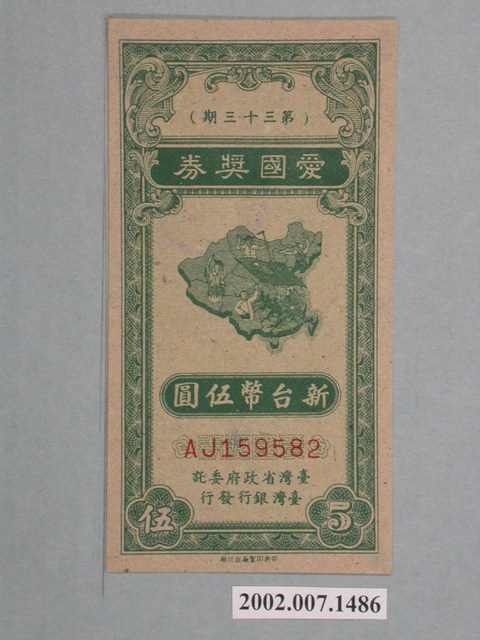 （第三十三期）
愛國獎券
新台幣伍圓
AJ159582
臺灣省政府委託
臺灣銀行發行
伍 5
2002.007.1486